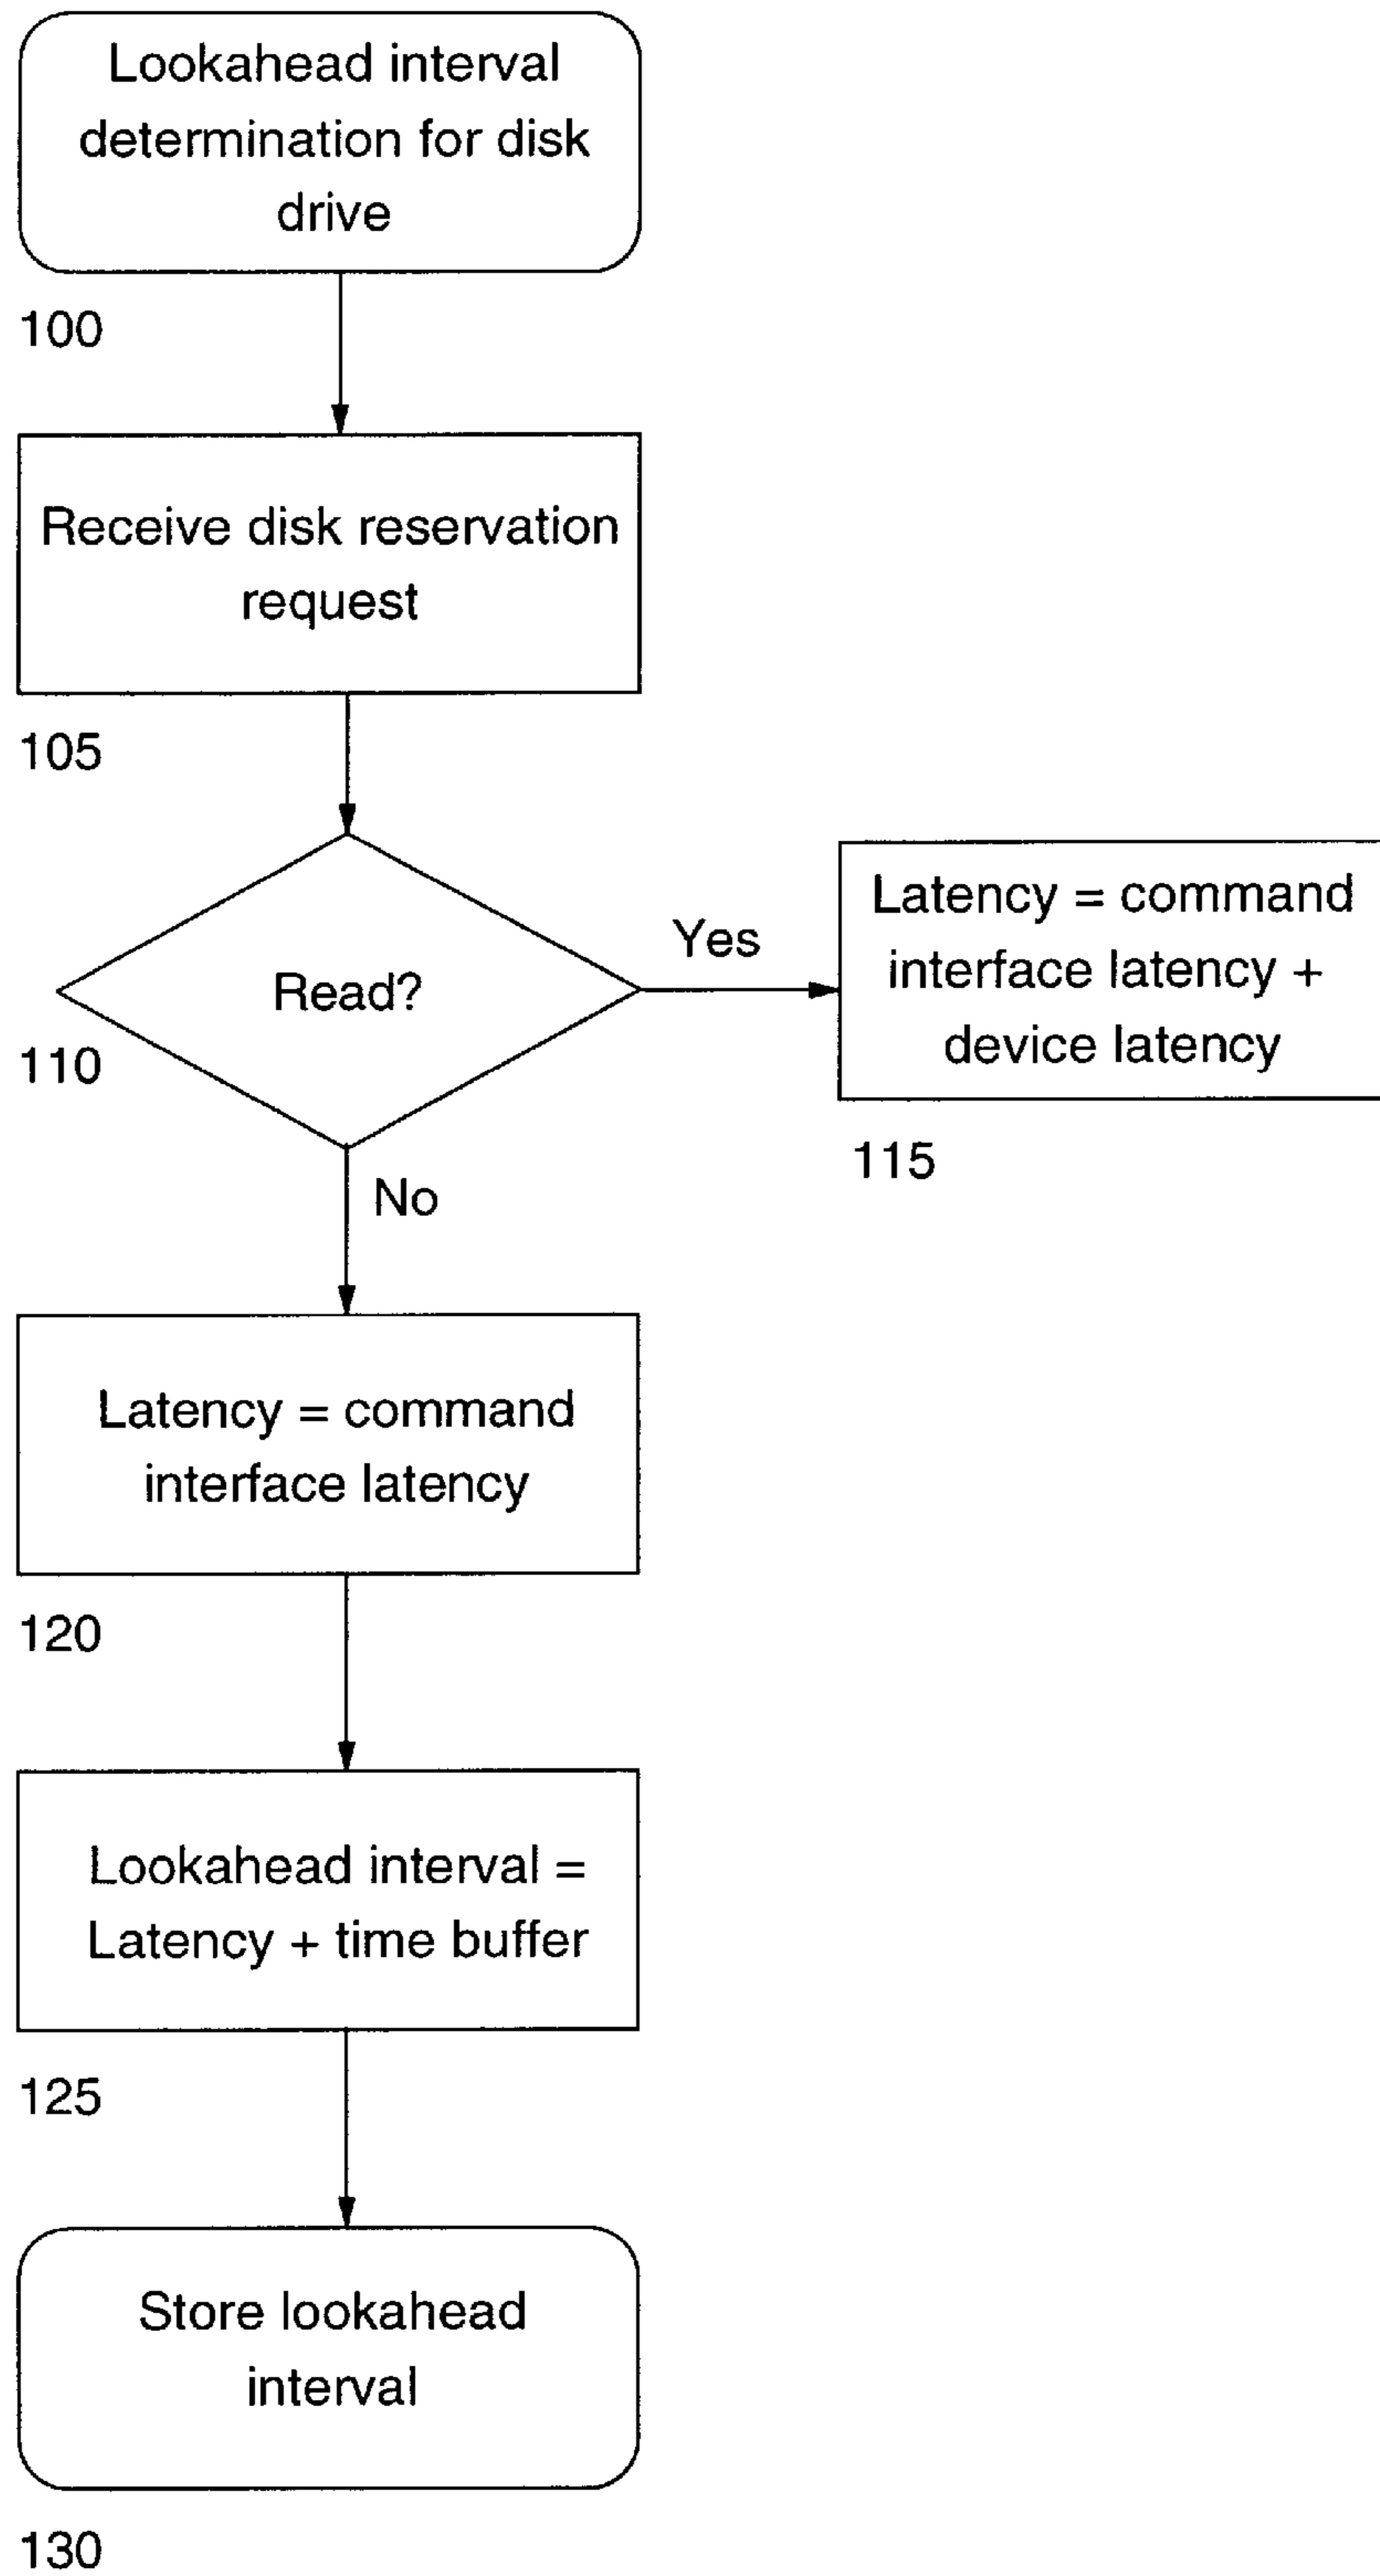 Lookahead interval
determination for disk
drive
100
Receive disk reservation
request
105
Read?
110
Yes
Latency = command
interface latency +
device latency
115
No
Latency = command
interface latency
120
Lookahead interval =
Latency + time buffer
125
Store lookahead
interval
130